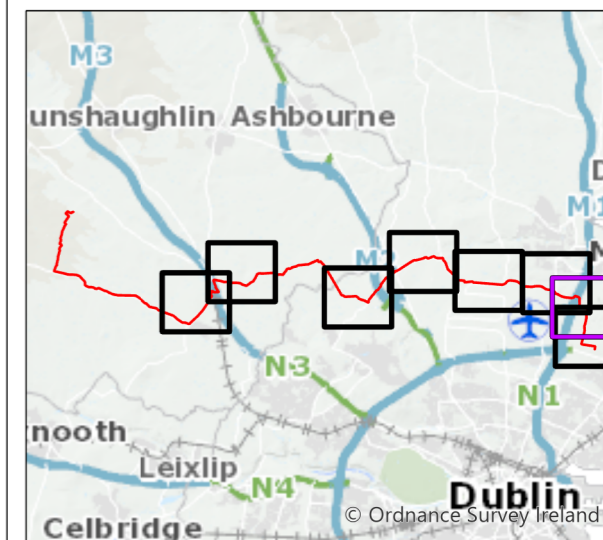 M3
unshaughlin Ashbourne
M1
M2
N3
N1
nooth
Leixlip
N4
Dublin
© Ordnance Survey Ireland
Celbridge